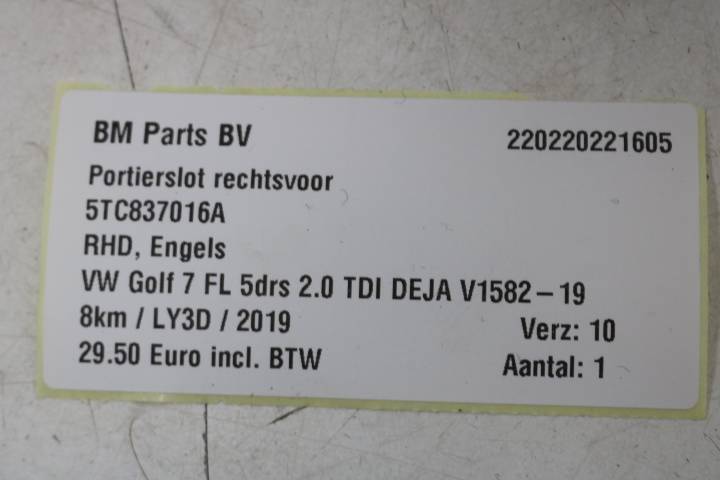 BM Parts BV 220220221605
Portierslot rechtsvoor
5TC837016A
RHD, Engels
VW Golf 7 FL 5drs 2.0 TDI DEJA V1582-19
8km / LY3D / 2019 Verz: 10
29.50 Euro incl. BTW Aantal: 1